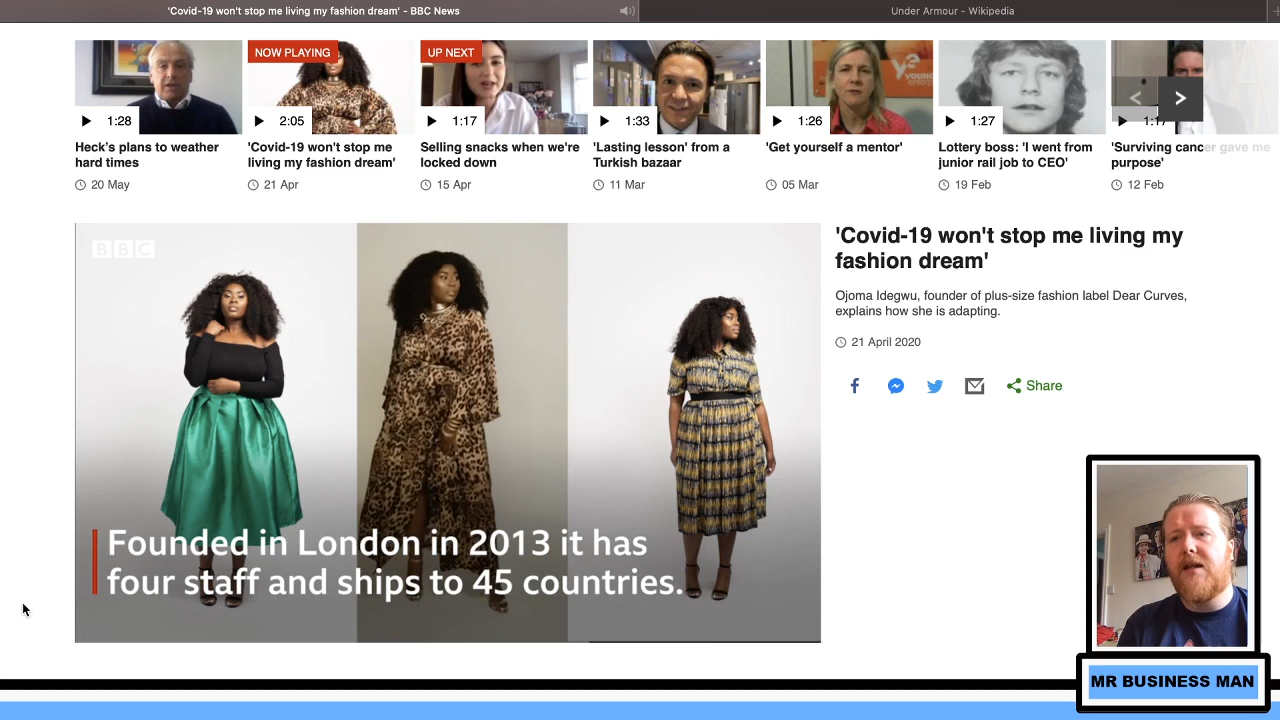 'Covid-19 won't stop me living my fashion dream' - BBC News
Under Armour - Wikipedia
NOW PLAYING
UP NEXT
1:28
2:05
1:17
1:33
1:26
1:27
1:17
Heck's plans to weather
hard times
'Covid-19 won't stop me
living my fashion dream'
Selling snacks when we're
locked down
'Lasting lesson' from a
Turkish bazaar
'Get yourself a mentor'
Lottery boss: 'I went from
junior rail job to CEO'
'Surviving cancer gave me
purpose'
20 May
21 Apr
15 Apr
11 Mar
05 Mar
19 Feb
12 Feb
BBC
Founded in London in 2013 it has
four staff and ships to 45 countries.
'Covid-19 won't stop me living my
fashion dream'
Ojoma Idegwu, founder of plus-size fashion label Dear Curves,
explains how she is adapting.
21 April 2020
Share
MR BUSINESS MAN